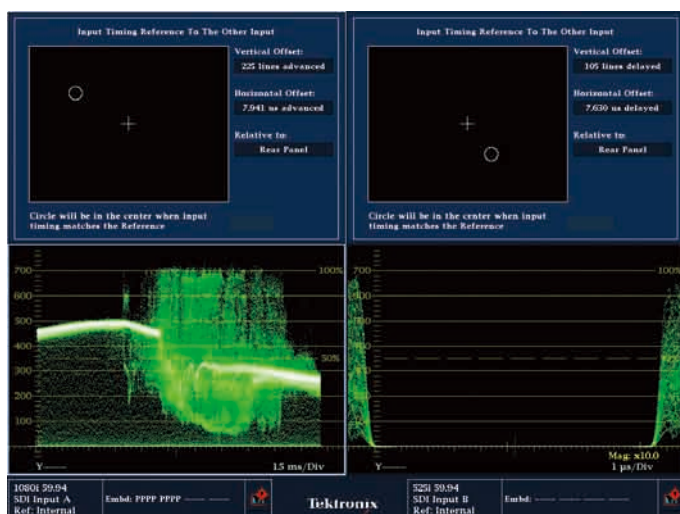 Input Timing Reference To The Other Input
Vertical Offset:
225 lines advanced
Horizontal Offset:
7.941 us advanced
Relative to:
Rear Panel
Circle will be in the center when input
timing matches the Reference
Input Timing Reference To The Other Input
Vertical Offset:
105 lines delayed
Horizontal Offset:
7.630 us delayed
Relative to:
Rear Panel
Circle will be in the center when input
timing matches the Reference
700
100%
600
500
400
50%
300
200
100
Y
1.5 ms/Div
700
100%
600
500
400
300
200
100
Mag: x10.0
Y
1 µs/Div
1080i 59.94
SDI Input A
Ref: Internal
Embd: PPPP PPPP ---- ----
Tektronix
525i 59.94
SDI Input B
Ref: Internal
Embd: ---- ---- ---- ----